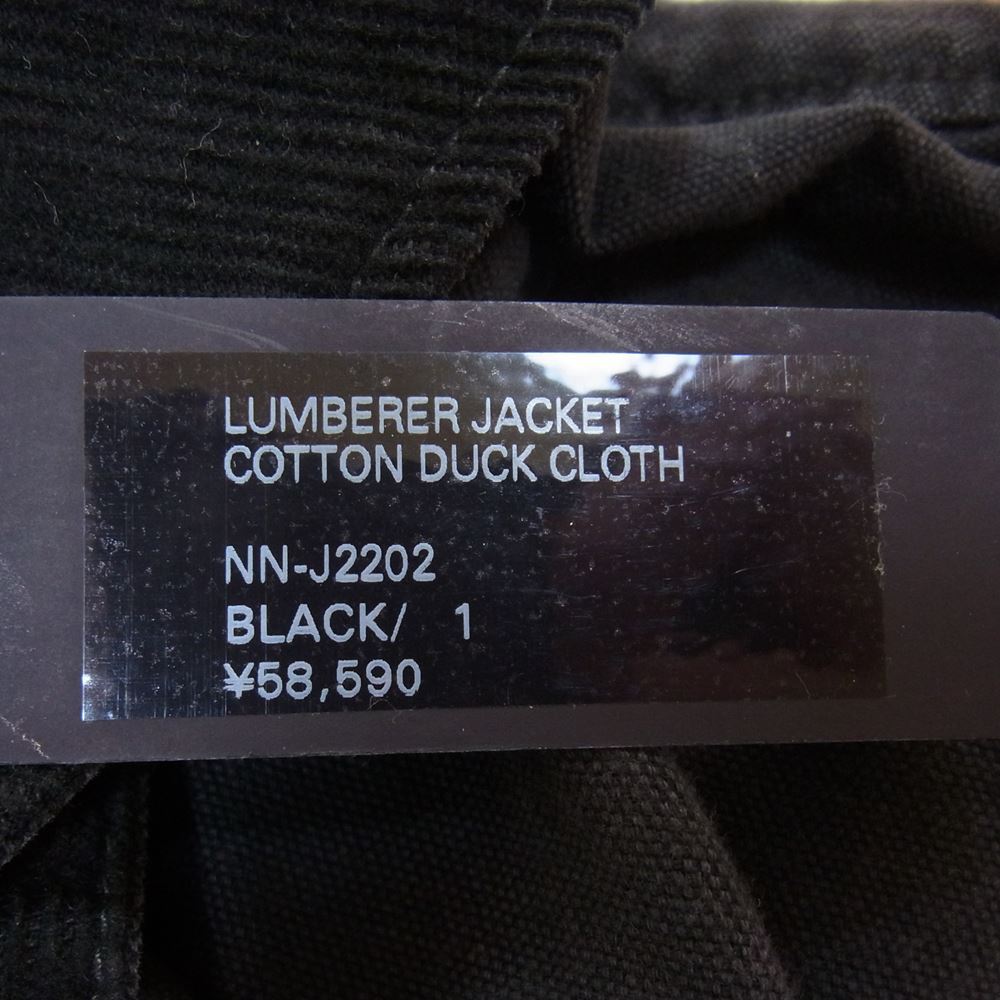 LUMBERER JACKET
COTTON DUCK CLOTH
NN-J2202
BLACK/ 1
¥58,590